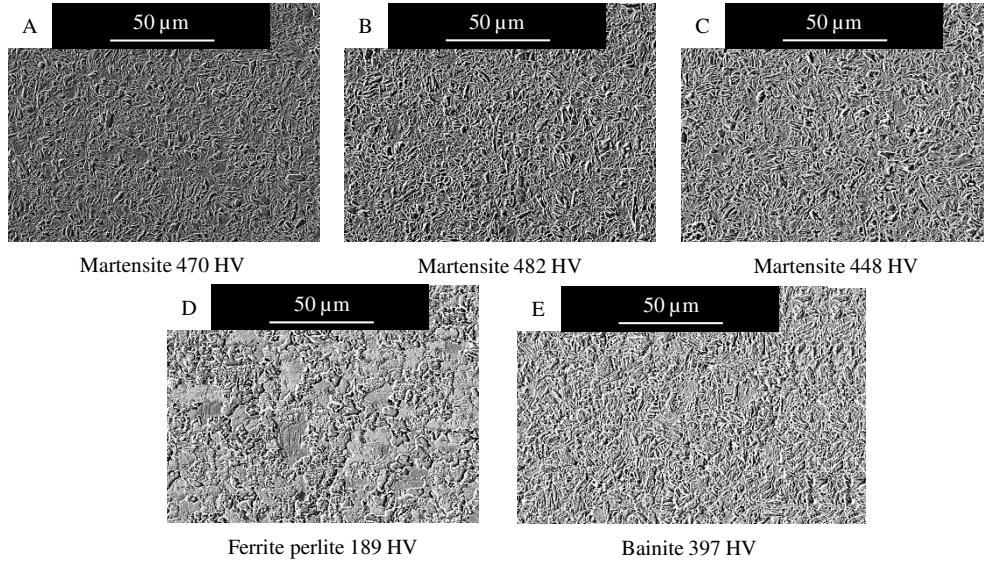 A
50 µm
B
50 µm
C
50 µm
Martensite 470 HV
Martensite 482 HV
Martensite 448 HV
D
50 µm
E
50 µm
Ferrite perlite 189 HV
Bainite 397 HV